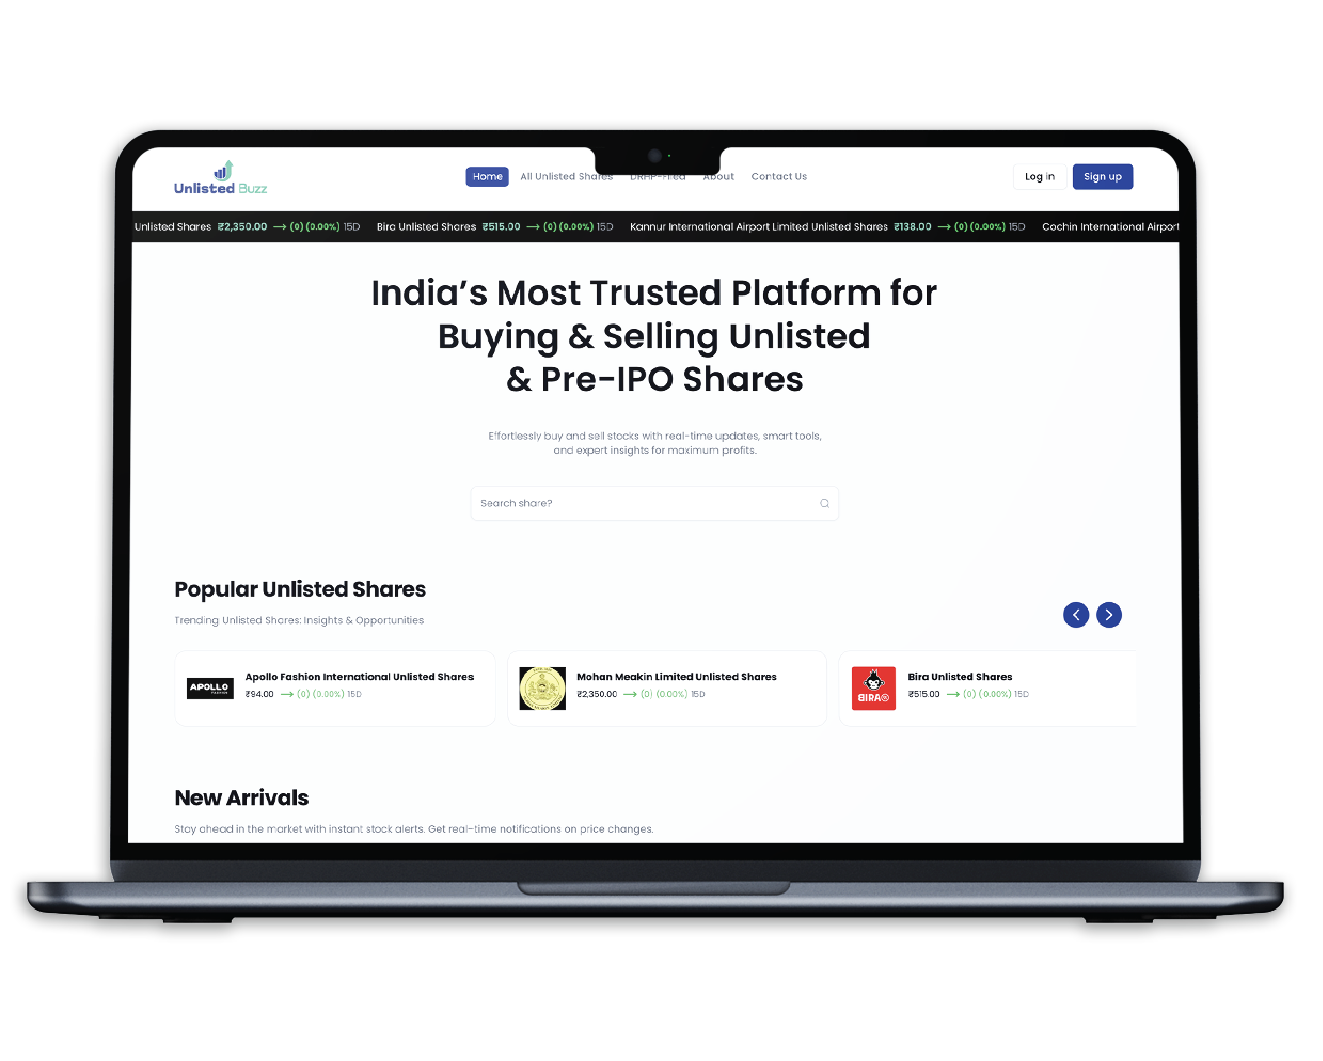 Unlisted Buzz
Home All Unlisted Shares DRHP-Filed About Contact Us
Log in Sign up
Unlisted Shares ₹2,350.00 → (0) (0.00%) 15D Bira Unlisted Shares ₹515.00 → (0) (0.00%) 15D Kannur International Airport Limited Unlisted Shares ₹138.00 → (0) (0.00%) 15D Cochin International Airport
India's Most Trusted Platform for
Buying & Selling Unlisted
& Pre-IPO Shares
Effortlessly buy and sell stocks with real-time updates, smart tools,
and expert insights for maximum profits.
Search share?
Popular Unlisted Shares
Trending Unlisted Shares: Insights & Opportunities
APOLLO
Apollo Fashion International Unlisted Shares
₹94.00 → (0) (0.00%) 15D
Mohan Meakin Limited Unlisted Shares
₹2,350.00 → (0) (0.00%) 15D
BIRA
Bira Unlisted Shares
₹515.00 → (0) (0.00%) 15D
New Arrivals
Stay ahead in the market with instant stock alerts. Get real-time notifications on price changes.